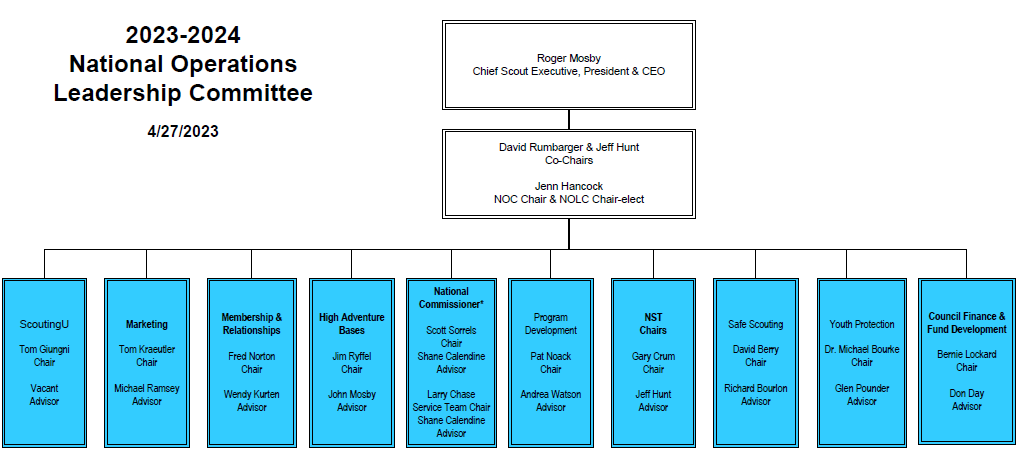 2023-2024
National Operations
Leadership Committee
4/27/2023
Roger Mosby
Chief Scout Executive, President & CEO
David Rumbarger & Jeff Hunt
Co-Chairs
Jenn Hancock
NOC Chair & NOLC Chair-elect
ScoutingU
Tom Giungni
Chair
Vacant
Advisor
Marketing
Tom Kraeutler
Chair
Michael Ramsey
Advisor
Membership &
Relationships
Fred Norton
Chair
Wendy Kurten
Advisor
High Adventure
Bases
Jim Ryffel
Chair
John Mosby
Advisor
National
Commissioner*
Scott Sorrels
Chair
Shane Calendine
Advisor
Larry Chase
Service Team Chair
Shane Calendine
Advisor
Program
Development
Pat Noack
Chair
Andrea Watson
Advisor
NST
Chairs
Gary Crum
Chair
Jeff Hunt
Advisor
Safe Scouting
David Berry
Chair
Richard Bourlon
Advisor
Youth Protection
Dr. Michael Bourke
Chair
Glen Pounder
Advisor
Council Finance &
Fund Development
Bernie Lockard
Chair
Don Day
Advisor